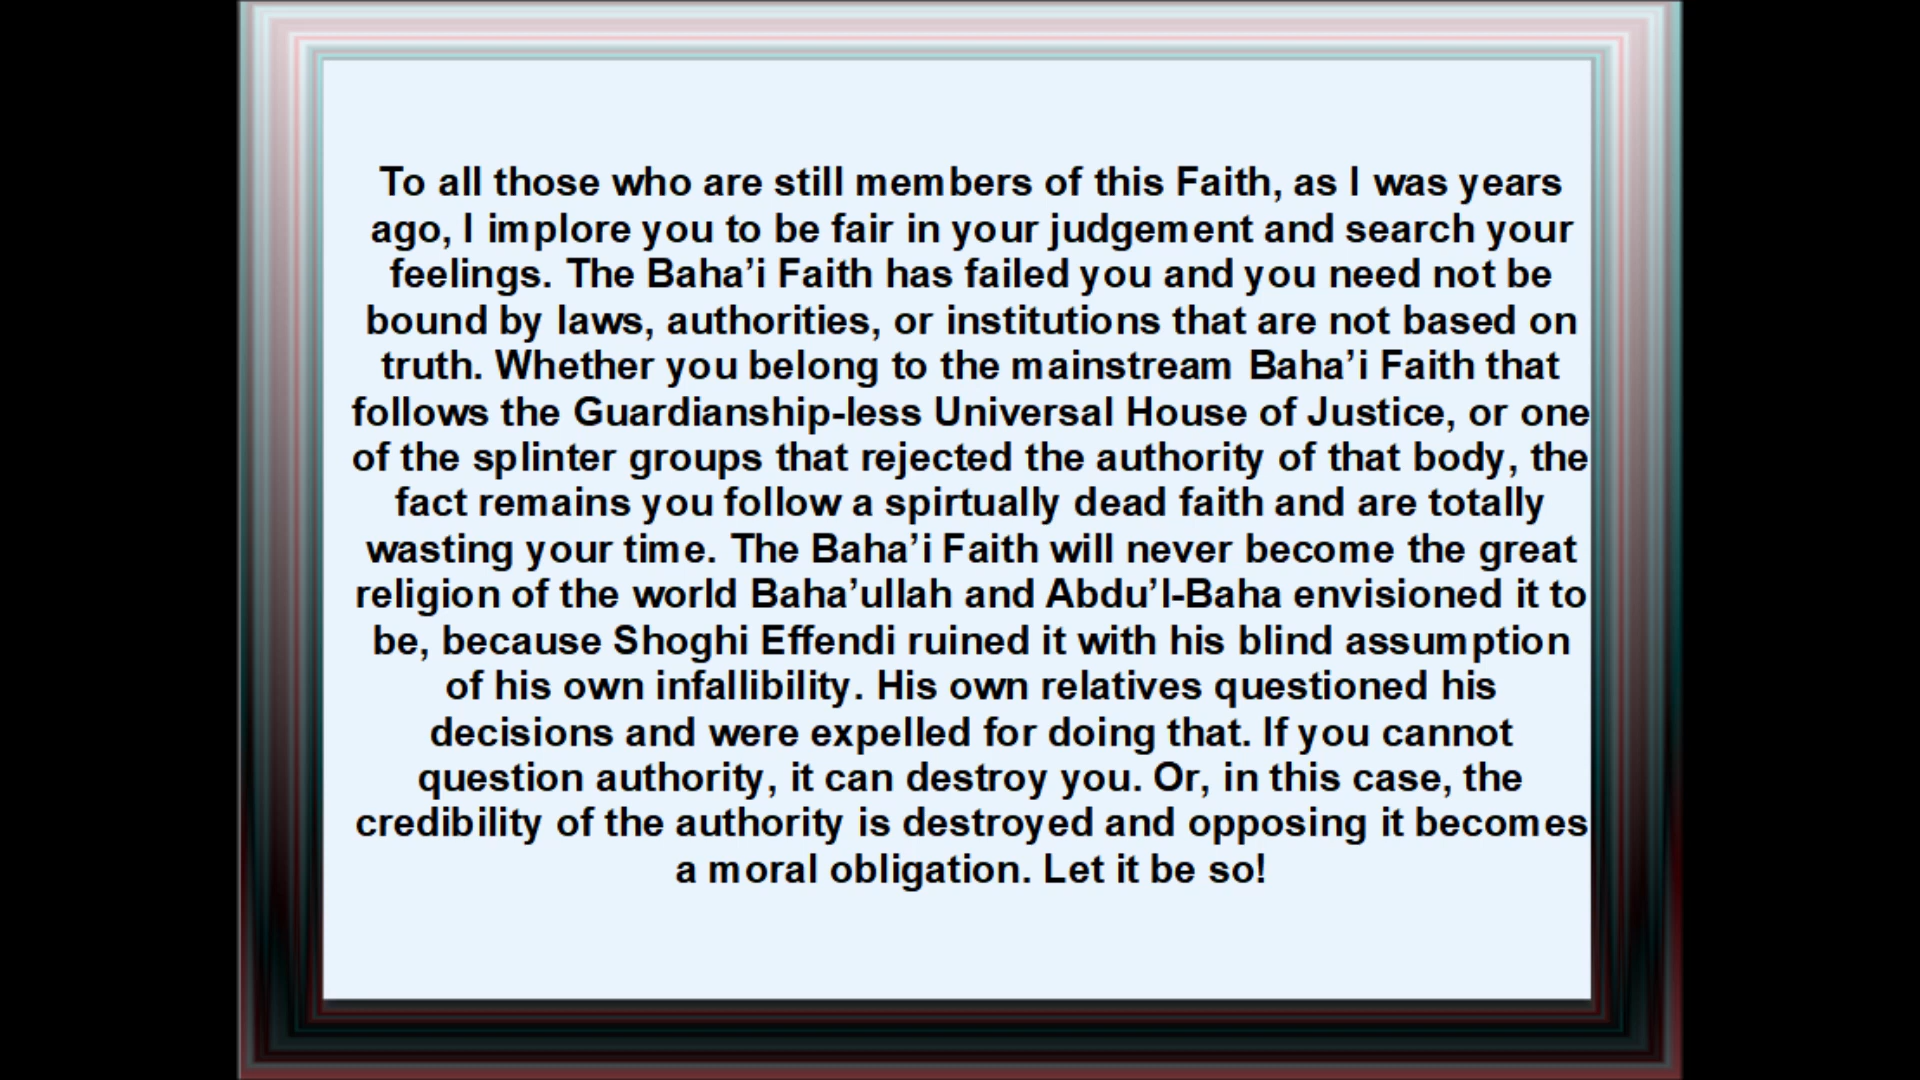 To all those who are still members of this Faith, as I was years
ago, I implore you to be fair in your judgement and search your
feelings. The Baha’i Faith has failed you and you need not be
bound by laws, authorities, or institutions that are not based on
truth. Whether you belong to the mainstream Baha’i Faith that
follows the Guardianship-less Universal House of Justice, or one
of the splinter groups that rejected the authority of that body, the
fact remains you follow a spirtually dead faith and are totally
wasting your time. The Baha’i Faith will never become the great
religion of the world Baha’ullah and Abdu’l-Baha envisioned it to
be, because Shoghi Effendi ruined it with his blind assumption
of his own infallibility. His own relatives questioned his
decisions and were expelled for doing that. If you cannot
question authority, it can destroy you. Or, in this case, the
credibility of the authority is destroyed and opposing it becomes
a moral obligation. Let it be so!